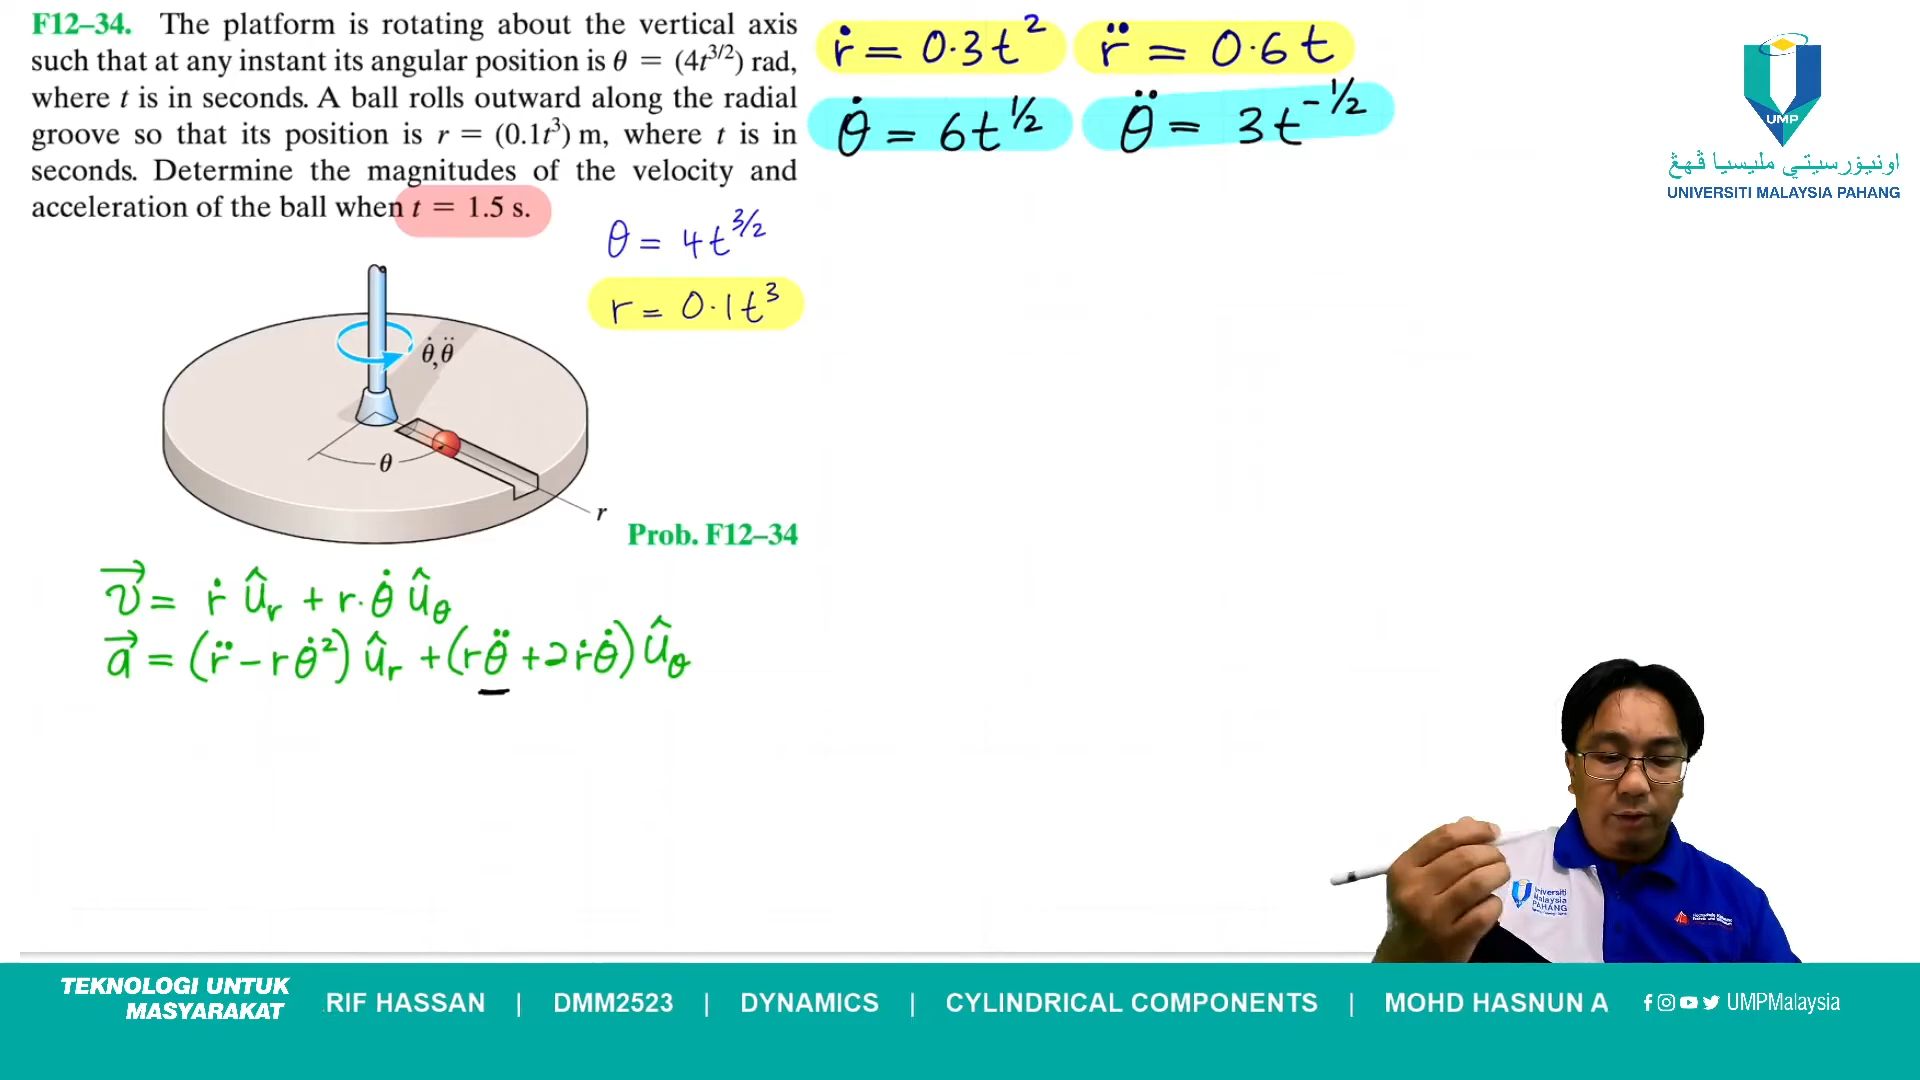 F12–34. The platform is rotating about the vertical axis
such that at any instant its angular position is θ = (4t^{3/2}) rad,
where t is in seconds. A ball rolls outward along the radial
groove so that its position is r = (0.1t³) m, where t is in
seconds. Determine the magnitudes of the velocity and
acceleration of the ball when t = 1.5 s.
ṙ = 0.3t² r̈ = 0.6t
θ̇ = 6t^{1/2} θ̈ = 3t^{-1/2}
θ = 4t^{3/2}
r = 0.1t³
θ̇, θ̈
θ
r
Prob. F12–34
v⃗ = ṙ û_r + r·θ̇ û_θ
a⃗ = (r̈ − rθ̇²) û_r + (rθ̈ + 2ṙθ̇) û_θ
UMP
اونيۏرسيتي مليسيا ڤهڠ
UNIVERSITI MALAYSIA PAHANG
Universiti
Malaysia
PAHANG
TEKNOLOGI UNTUK
MASYARAKAT
RIF HASSAN | DMM2523 | DYNAMICS | CYLINDRICAL COMPONENTS | MOHD HASNUN A
UMPMalaysia